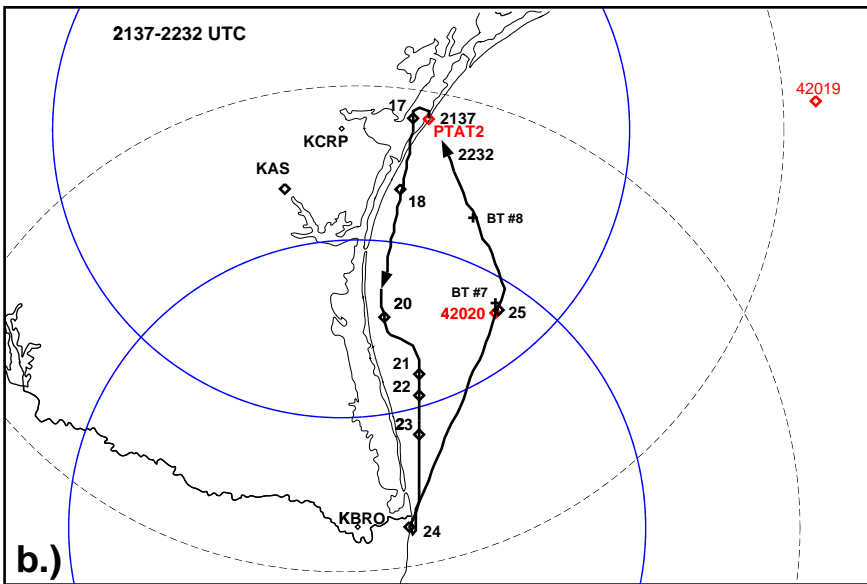 2137-2232 UTC
42019
17
2137
PTAT2
KCRP
2232
KAS
18
BT #8
BT #7
20
42020
25
21
22
23
KBRO
24
b.)